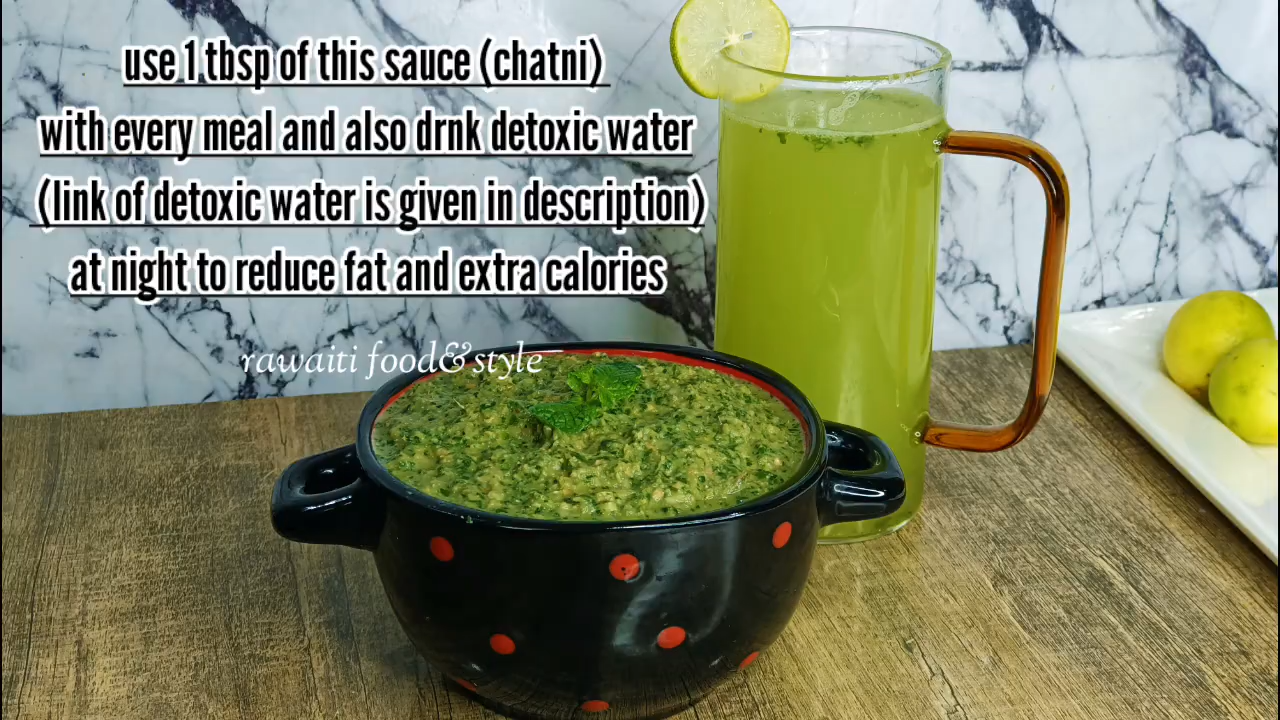 use 1 tbsp of this sauce (chatni)
with every meal and also drnk detoxic water
(link of detoxic water is given in description)
at night to reduce fat and extra calories
rawaiti food&style